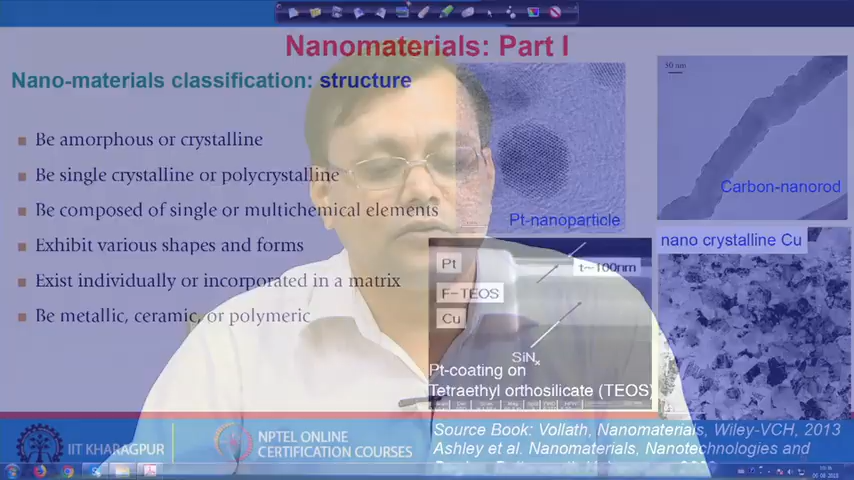 Nanomaterials: Part I
Nano-materials classification: structure
Be amorphous or crystalline
Be single crystalline or polycrystalline
Be composed of single or multichemical elements
Exhibit various shapes and forms
Exist individually or incorporated in a matrix
Be metallic, ceramic, or polymeric
Pt-nanoparticle
50 nm
Carbon-nanorod
nano crystalline Cu
Pt
t~100nm
F-TEOS
Cu
SiNx
Pt-coating on
Tetraethyl orthosilicate (TEOS)
IIT KHARAGPUR
NPTEL ONLINE
CERTIFICATION COURSES
Source Book: Vollath, Nanomaterials, Wiley-VCH, 2013
Ashley et al. Nanomaterials, Nanotechnologies and